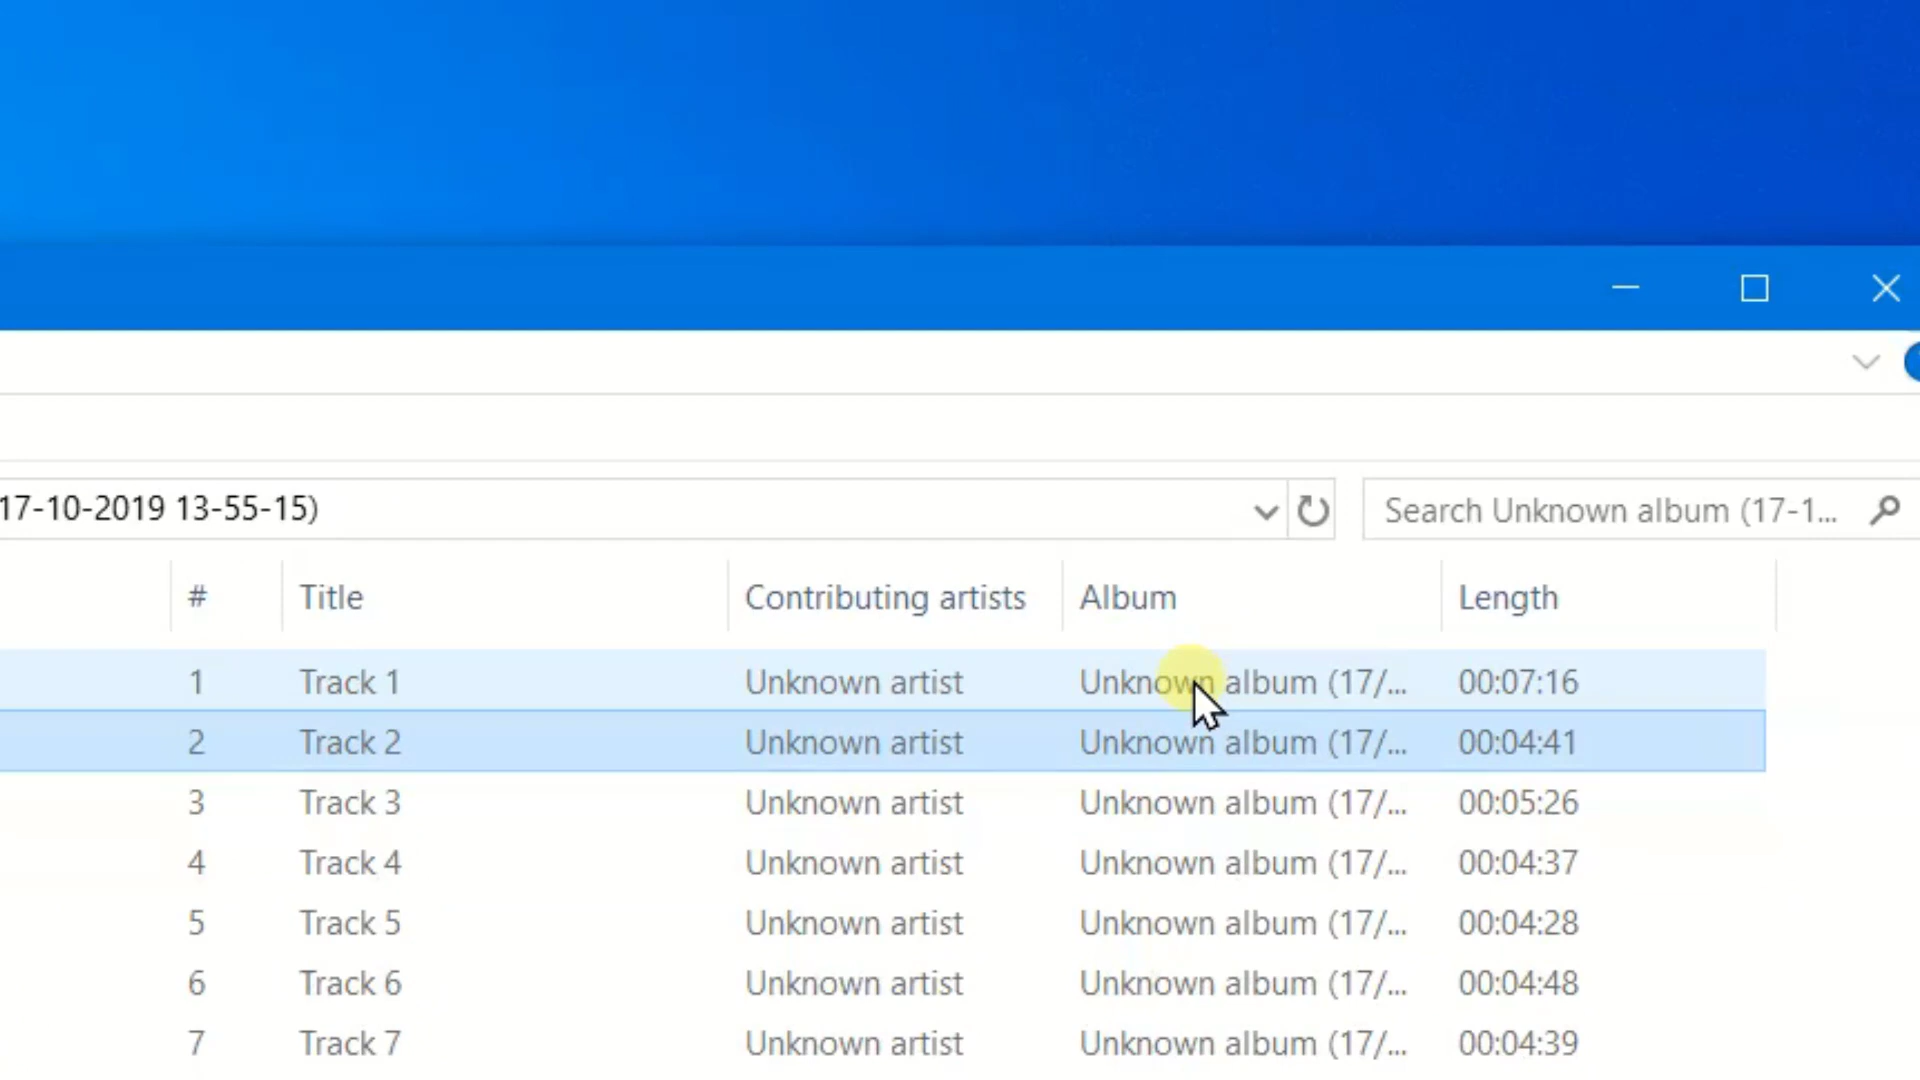 17-10-2019 13-55-15)
Search Unknown album (17-1...
# Title Contributing artists Album Length
1 Track 1 Unknown artist Unknown album (17/... 00:07:16
2 Track 2 Unknown artist Unknown album (17/... 00:04:41
3 Track 3 Unknown artist Unknown album (17/... 00:05:26
4 Track 4 Unknown artist Unknown album (17/... 00:04:37
5 Track 5 Unknown artist Unknown album (17/... 00:04:28
6 Track 6 Unknown artist Unknown album (17/... 00:04:48
7 Track 7 Unknown artist Unknown album (17/... 00:04:39